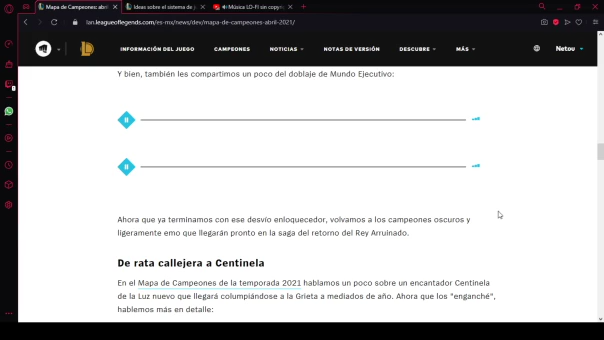 Mapa de Campeones: abril
Ideas sobre el sistema de
Música LO-FI sin copyri
lan.leagueoflegends.com/es-mx/news/dev/mapa-de-campeones-abril-2021/
INFORMACIÓN DEL JUEGO
CAMPEONES
NOTICIAS
NOTAS DE VERSIÓN
DESCUBRE
MÁS
Netou
Y bien, también les compartimos un poco del doblaje de Mundo Ejecutivo:
Ahora que ya terminamos con ese desvío enloquecedor, volvamos a los campeones oscuros y
ligeramente emo que llegarán pronto en la saga del retorno del Rey Arruinado.
De rata callejera a Centinela
En el Mapa de Campeones de la temporada 2021 hablamos un poco sobre un encantador Centinela
de la Luz nuevo que llegará columpiándose a la Grieta a mediados de año. Ahora que los "enganché",
hablemos más en detalle: